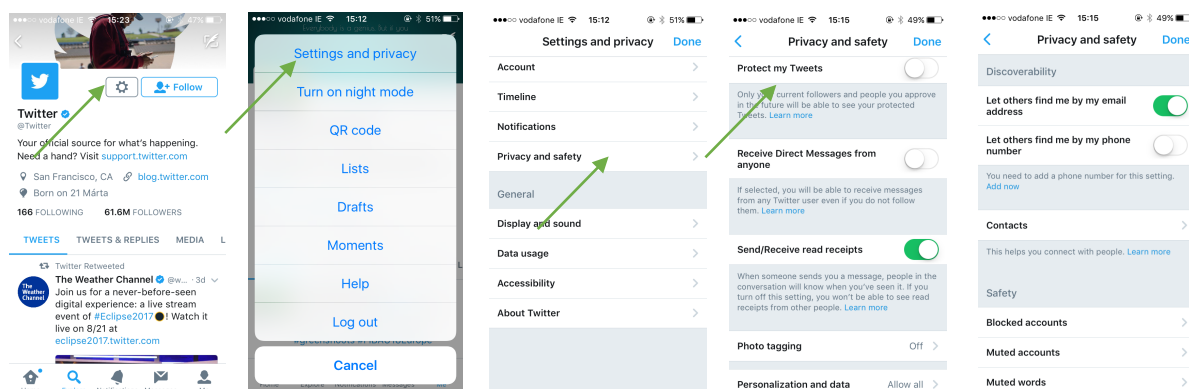 vodafone IE 15:23 47%
Follow
Twitter
@Twitter
Your official source for what's happening.
Need a hand? Visit support.twitter.com
San Francisco, CA blog.twitter.com
Born on 21 Márta
166 FOLLOWING 61.6M FOLLOWERS
TWEETS TWEETS & REPLIES MEDIA L
Twitter Retweeted
The Weather Channel @w... · 3d
The
Weather
Channel
Join us for a never-before-seen
digital experience: a live stream
event of #Eclipse2017! Watch it
live on 8/21 at
eclipse2017.twitter.com
vodafone IE 15:12 51%
Settings and privacy
Turn on night mode
QR code
Lists
Drafts
Moments
Help
Log out
Cancel
vodafone IE 15:12 51%
Settings and privacy Done
Account
Timeline
Notifications
Privacy and safety
General
Display and sound
Data usage
Accessibility
About Twitter
vodafone IE 15:15 49%
Privacy and safety Done
Protect my Tweets
Only your current followers and people you approve
in the future will be able to see your protected
Tweets. Learn more
Receive Direct Messages from
anyone
If selected, you will be able to receive messages
from any Twitter user even if you do not follow
them. Learn more
Send/Receive read receipts
When someone sends you a message, people in the
conversation will know when you've seen it. If you
turn off this setting, you won't be able to see read
receipts from other people. Learn more
Photo tagging Off
Personalization and data Allow all
vodafone IE 15:15 49%
Privacy and safety Done
Discoverability
Let others find me by my email
address
Let others find me by my phone
number
You need to add a phone number for this setting.
Add now
Contacts
This helps you connect with people. Learn more
Safety
Blocked accounts
Muted accounts
Muted words